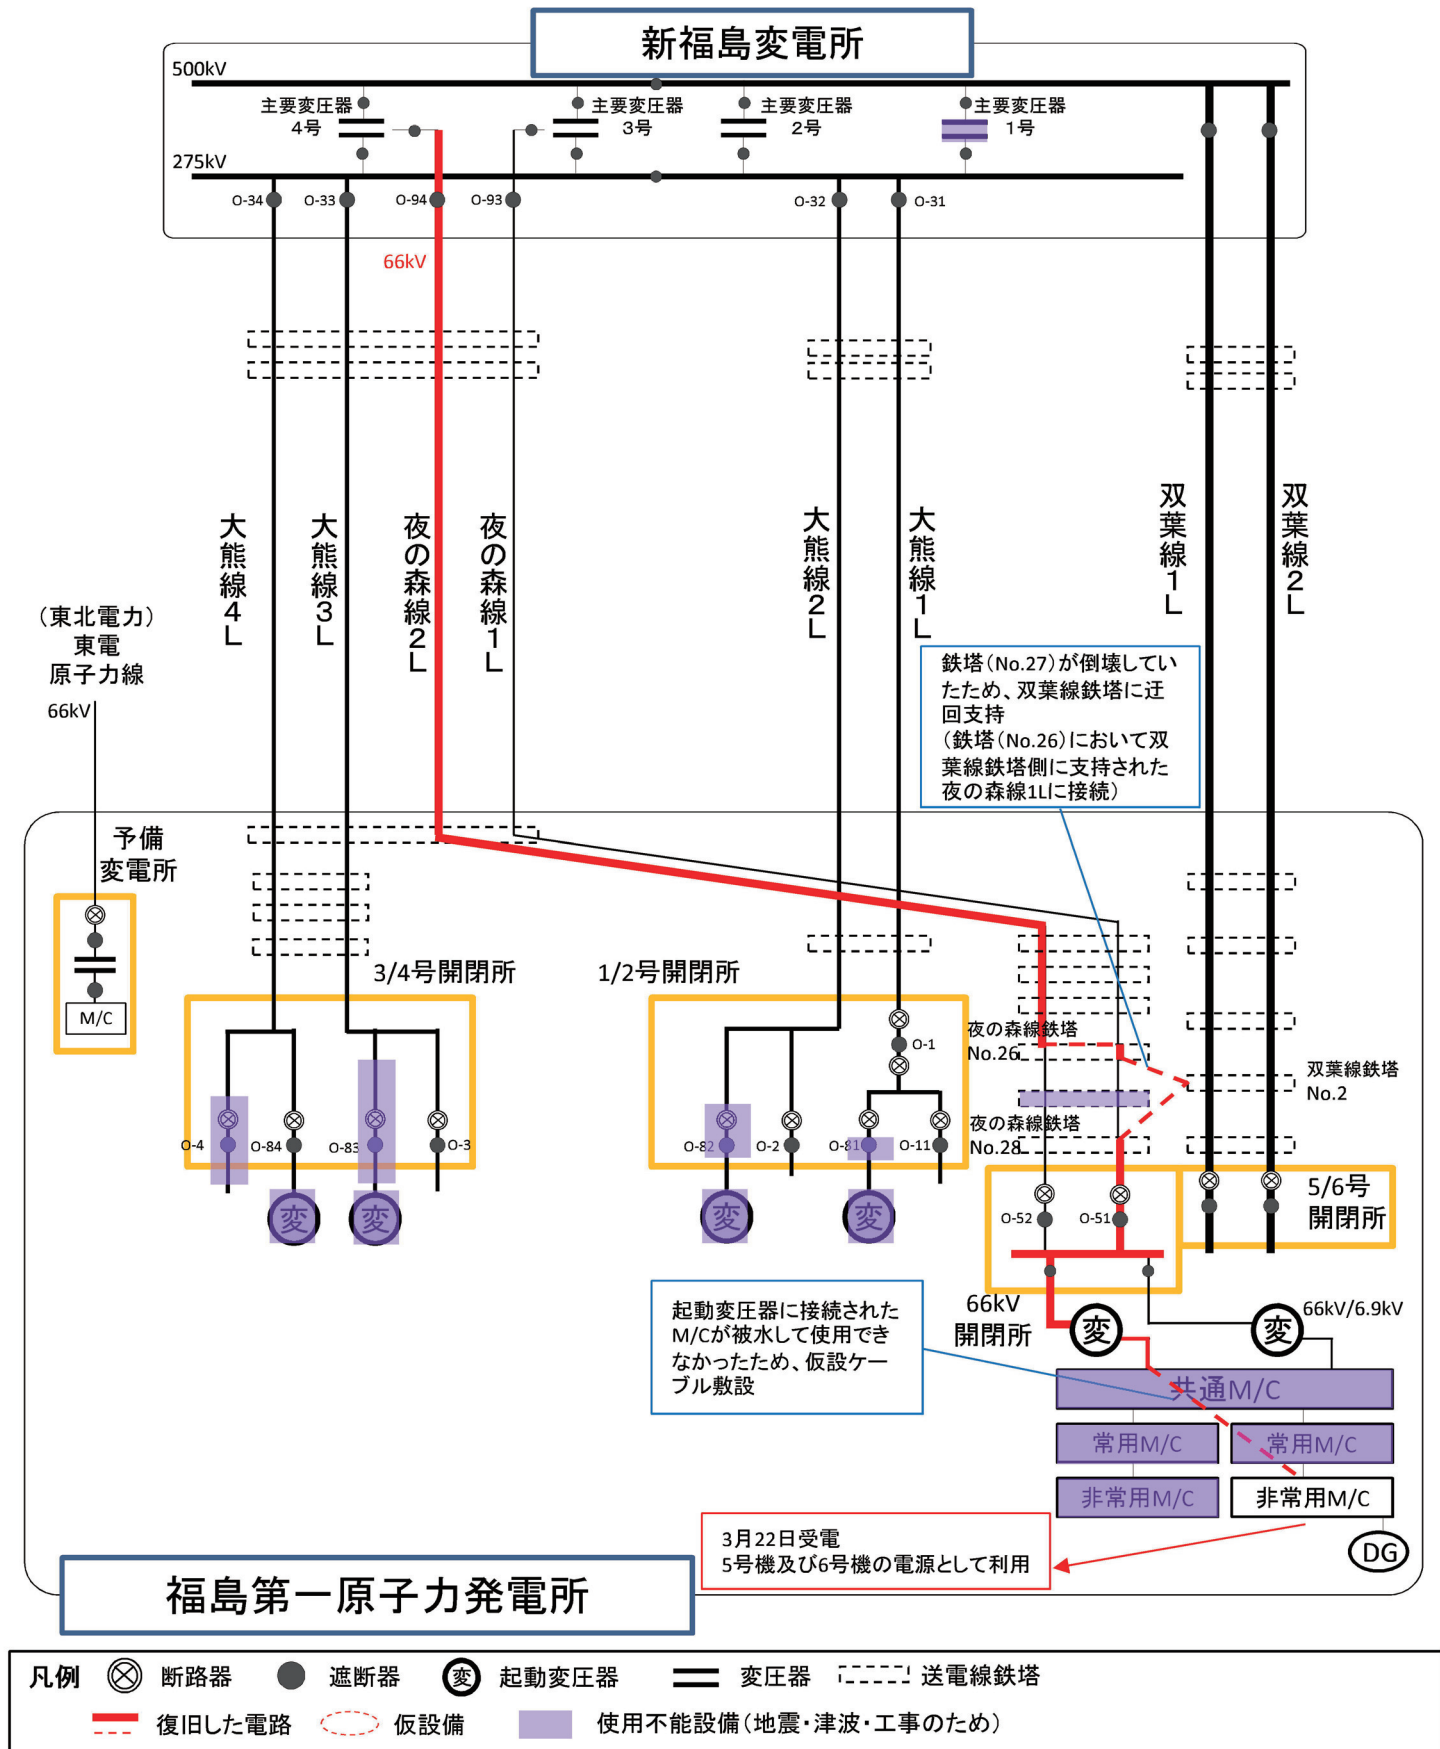 新福島変電所
500kV
主要変圧器
4号
主要変圧器
3号
主要変圧器
2号
主要変圧器
1号
275kV
O-34
O-33
O-94
O-93
O-32
O-31
66kV
大熊線4L
大熊線3L
夜の森線2L
夜の森線1L
大熊線2L
大熊線1L
双葉線1L
双葉線2L
（東北電力）
東電
原子力線
66kV
鉄塔（No.27）が倒壊してい
たため、双葉線鉄塔に迂
回支持
（鉄塔（No.26）において双
葉線鉄塔側に支持された
夜の森線1Lに接続）
予備
変電所
M/C
3/4号開閉所
1/2号開閉所
O-4
O-84
O-83
O-3
変
変
O-1
O-82
O-2
O-81
O-11
変
変
夜の森線鉄塔
No.26
夜の森線鉄塔
No.28
双葉線鉄塔
No.2
O-52
O-51
5/6号
開閉所
66kV
開閉所
変
変
66kV/6.9kV
起動変圧器に接続された
M/Cが被水して使用でき
なかったため、仮設ケー
ブル敷設
共通M/C
常用M/C
常用M/C
非常用M/C
非常用M/C
DG
3月22日受電
5号機及び6号機の電源として利用
福島第一原子力発電所
凡例
断路器
遮断器
変
起動変圧器
変圧器
送電線鉄塔
復旧した電路
仮設備
使用不能設備（地震・津波・工事のため）